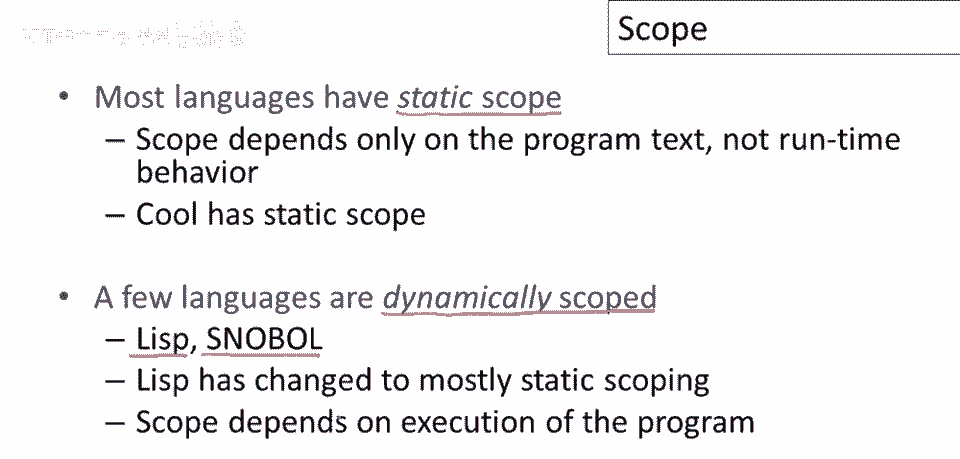 Scope
• Most languages have static scope
– Scope depends only on the program text, not run-time
behavior
– Cool has static scope
• A few languages are dynamically scoped
– Lisp, SNOBOL
– Lisp has changed to mostly static scoping
– Scope depends on execution of the program